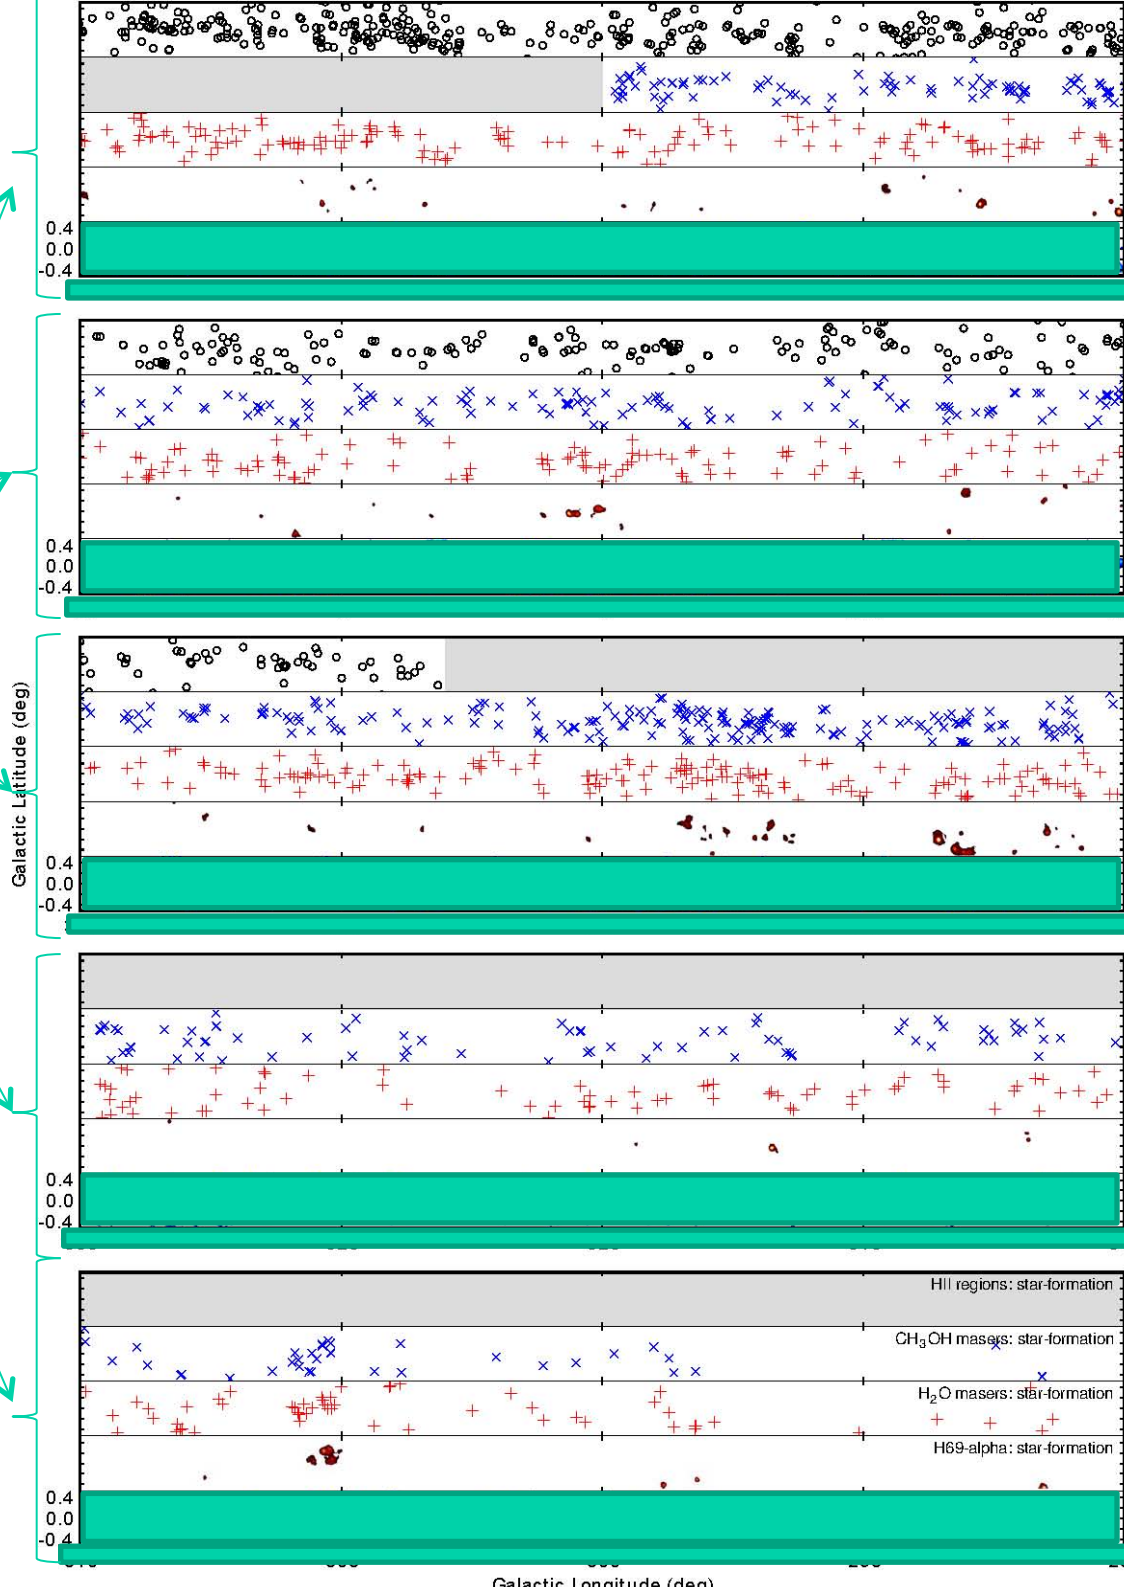 0.4
0.0
-0.4
0.4
0.0
-0.4
Galactic Latitude (deg)
0.4
0.0
-0.4
0.4
0.0
-0.4
HII regions: star-formation
CH₃OH masers: star-formation
H₂O masers: star-formation
H69-alpha: star-formation
0.4
0.0
-0.4
Galactic Longitude (deg)